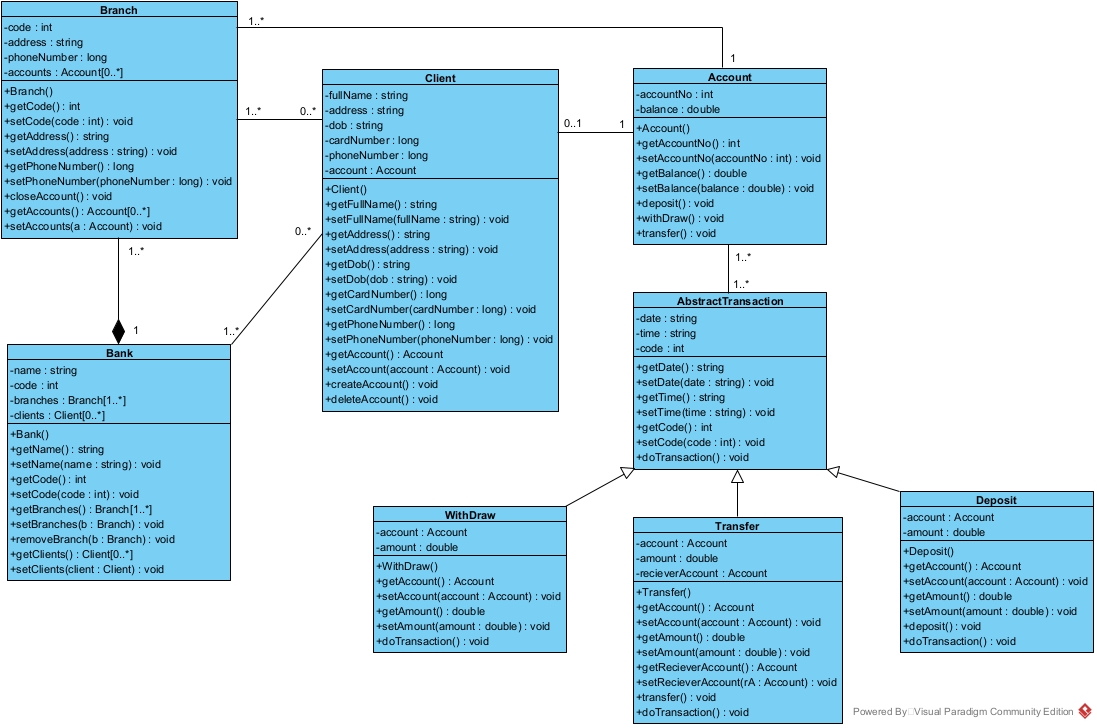 Branch
-code : int
-address : string
-phoneNumber : long
-accounts : Account[0..*]
+Branch()
+getCode() : int
+setCode(code : int) : void
+getAddress() : string
+setAddress(address : string) : void
+getPhoneNumber() : long
+setPhoneNumber(phoneNumber : long) : void
+closeAccount() : void
+getAccounts() : Account[0..*]
+setAccounts(a : Account) : void
1..*
1
1..*
0..*
Client
-fullName : string
-address : string
-dob : string
-cardNumber : long
-phoneNumber : long
-account : Account
+Client()
+getFullName() : string
+setFullName(fullName : string) : void
+getAddress() : string
+setAddress(address : string) : void
+getDob() : string
+setDob(dob : string) : void
+getCardNumber() : long
+setCardNumber(cardNumber : long) : void
+getPhoneNumber() : long
+setPhoneNumber(phoneNumber : long) : void
+getAccount() : Account
+setAccount(account : Account) : void
+createAccount() : void
+deleteAccount() : void
0..1
1
Account
-accountNo : int
-balance : double
+Account()
+getAccountNo() : int
+setAccountNo(accountNo : int) : void
+getBalance() : double
+setBalance(balance : double) : void
+deposit() : void
+withDraw() : void
+transfer() : void
1..*
1..*
0..*
1..*
1..*
1
Bank
-name : string
-code : int
-branches : Branch[1..*]
-clients : Client[0..*]
+Bank()
+getName() : string
+setName(name : string) : void
+getCode() : int
+setCode(code : int) : void
+getBranches() : Branch[1..*]
+setBranches(b : Branch) : void
+removeBranch(b : Branch) : void
+getClients() : Client[0..*]
+setClients(client : Client) : void
AbstractTransaction
-date : string
-time : string
-code : int
+getDate() : string
+setDate(date : string) : void
+getTime() : string
+setTime(time : string) : void
+getCode() : int
+setCode(code : int) : void
+doTransaction() : void
WithDraw
-account : Account
-amount : double
+WithDraw()
+getAccount() : Account
+setAccount(account : Account) : void
+getAmount() : double
+setAmount(amount : double) : void
+doTransaction() : void
Transfer
-account : Account
-amount : double
-recieverAccount : Account
+Transfer()
+getAccount() : Account
+setAccount(account : Account) : void
+getAmount() : double
+setAmount(amount : double) : void
+getRecieverAccount() : Account
+setRecieverAccount(rA : Account) : void
+transfer() : void
+doTransaction() : void
Deposit
-account : Account
-amount : double
+Deposit()
+getAccount() : Account
+setAccount(account : Account) : void
+getAmount() : double
+setAmount(amount : double) : void
+deposit() : void
+doTransaction() : void
Powered By Visual Paradigm Community Edition